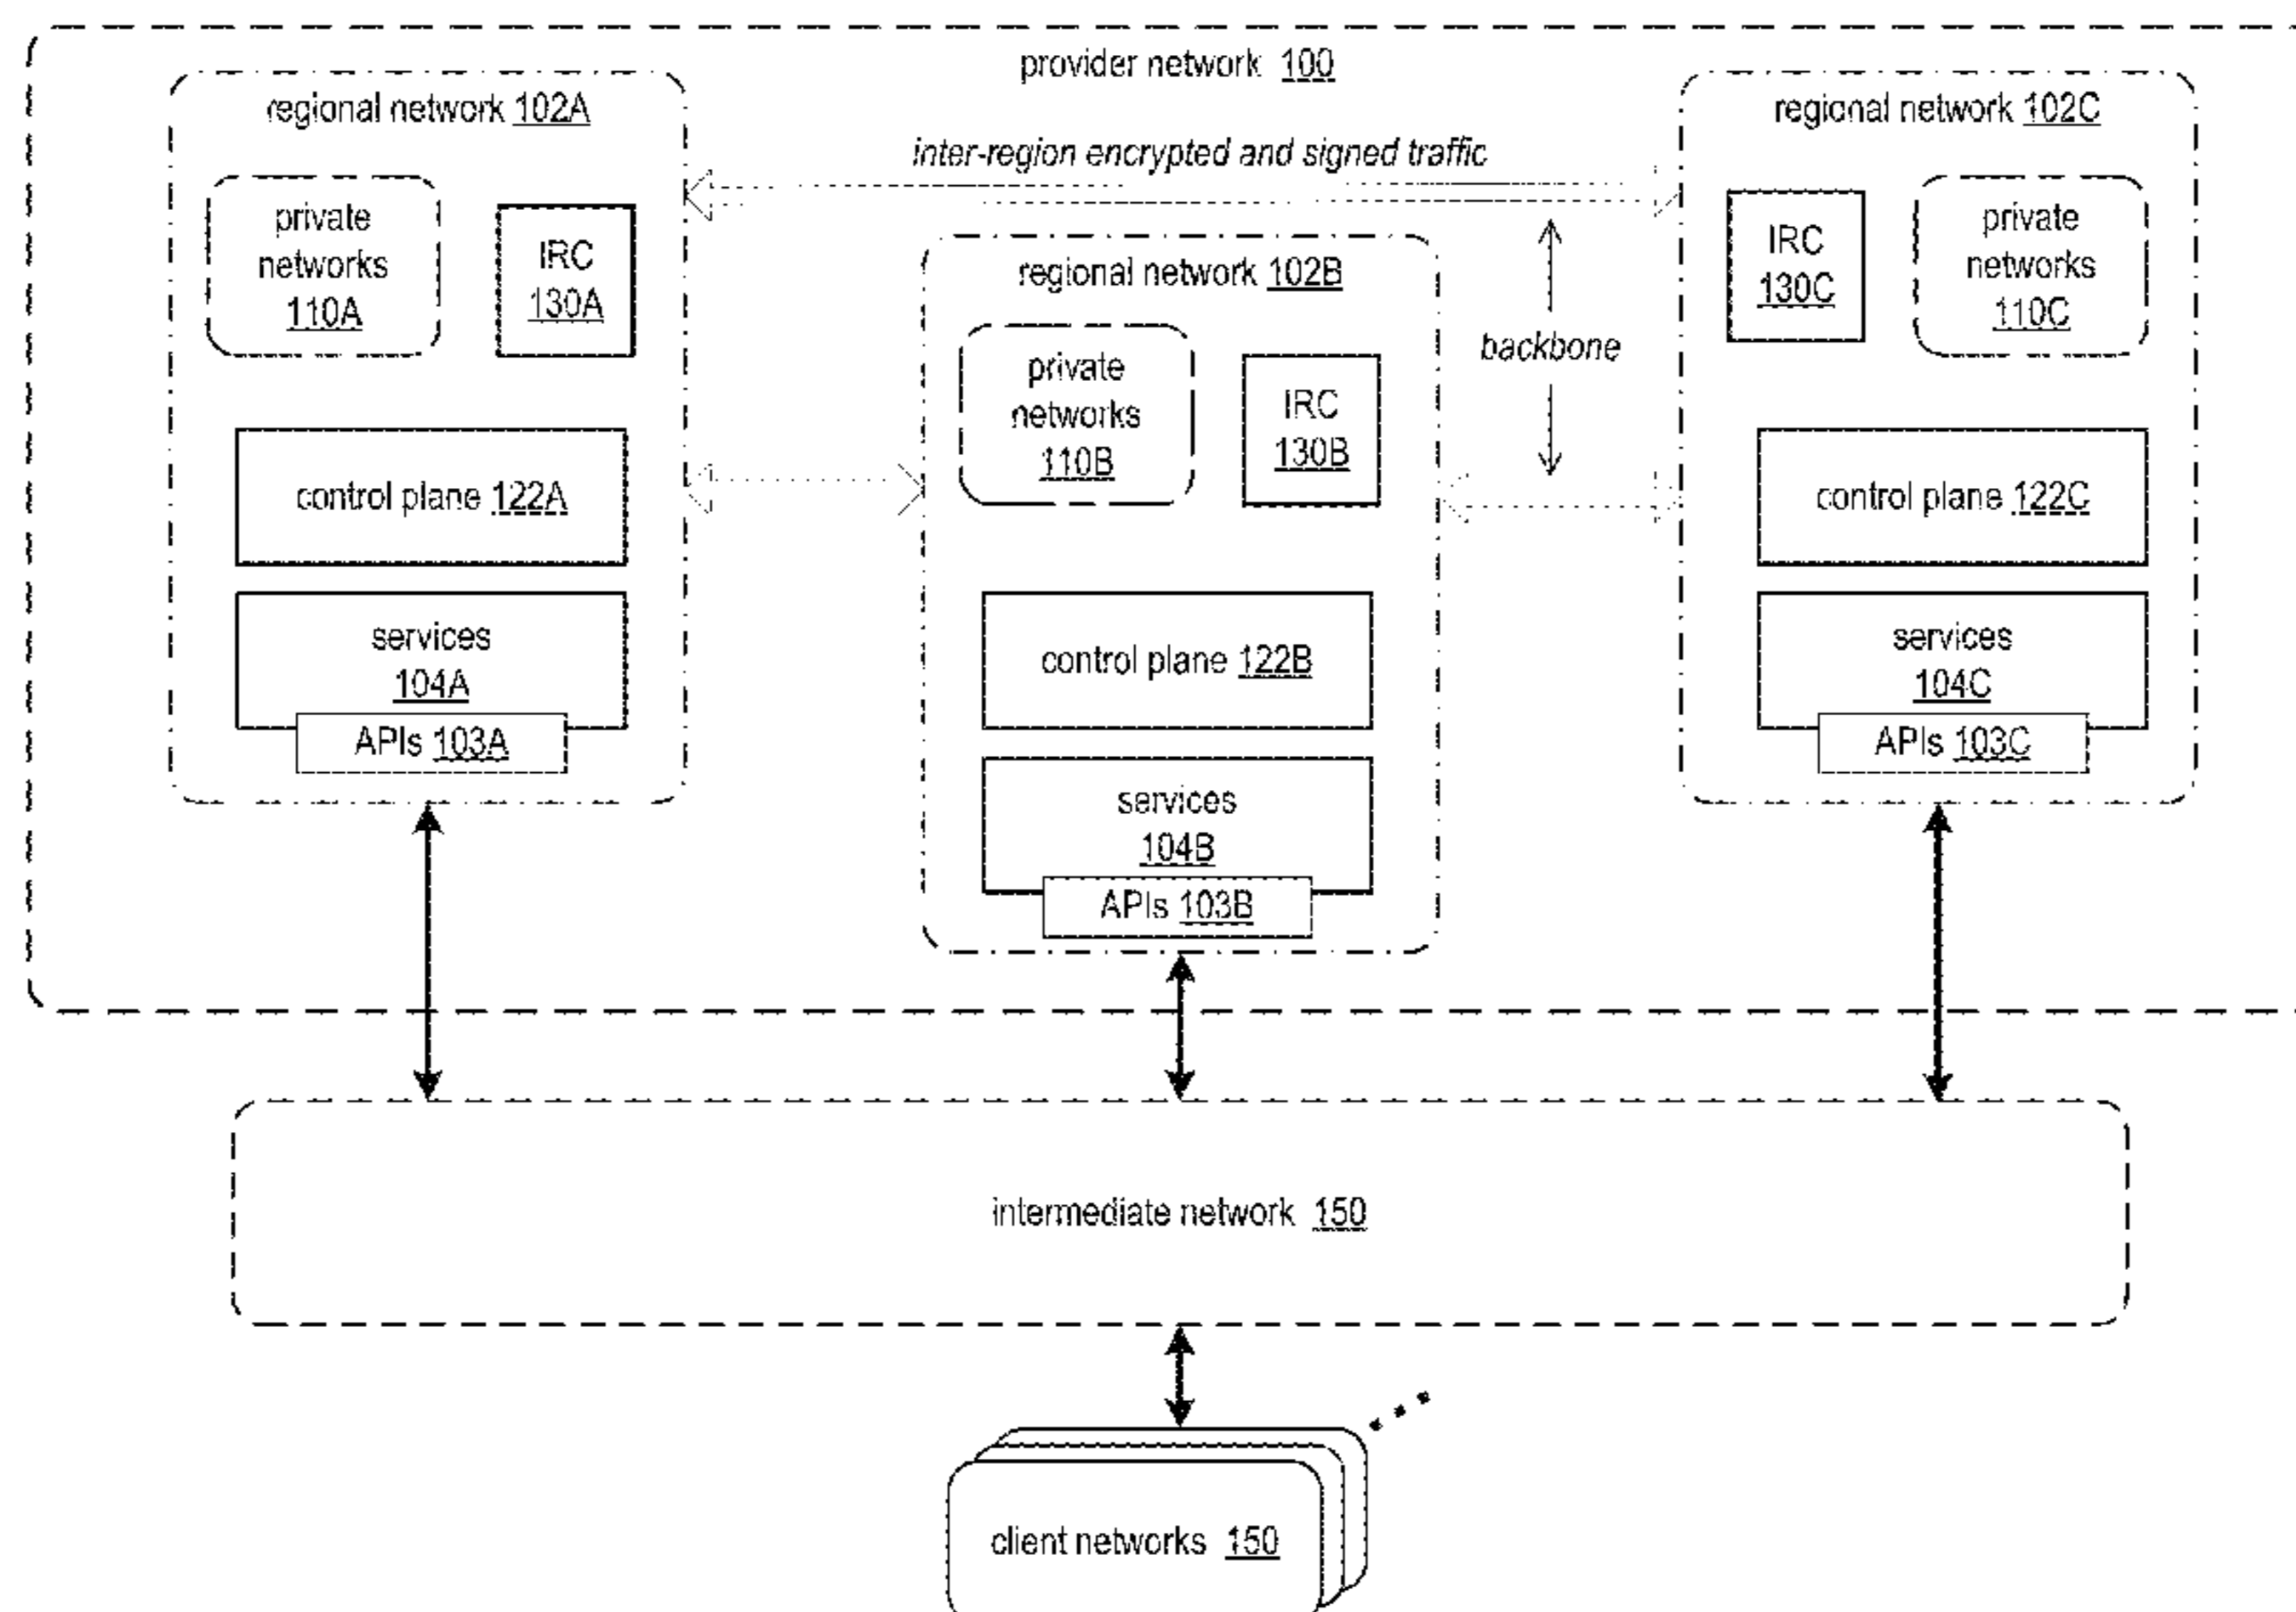 provider network 100
regional network 102A
private
networks
110A
IRC
130A
control plane 122A
services
104A
APIs 103A
inter-region encrypted and signed traffic
backbone
regional network 102B
private
networks
110B
IRC
130B
control plane 122B
services
104B
APIs 103B
regional network 102C
IRC
130C
private
networks
110C
control plane 122C
services
104C
APIs 103C
intermediate network 150
client networks 150